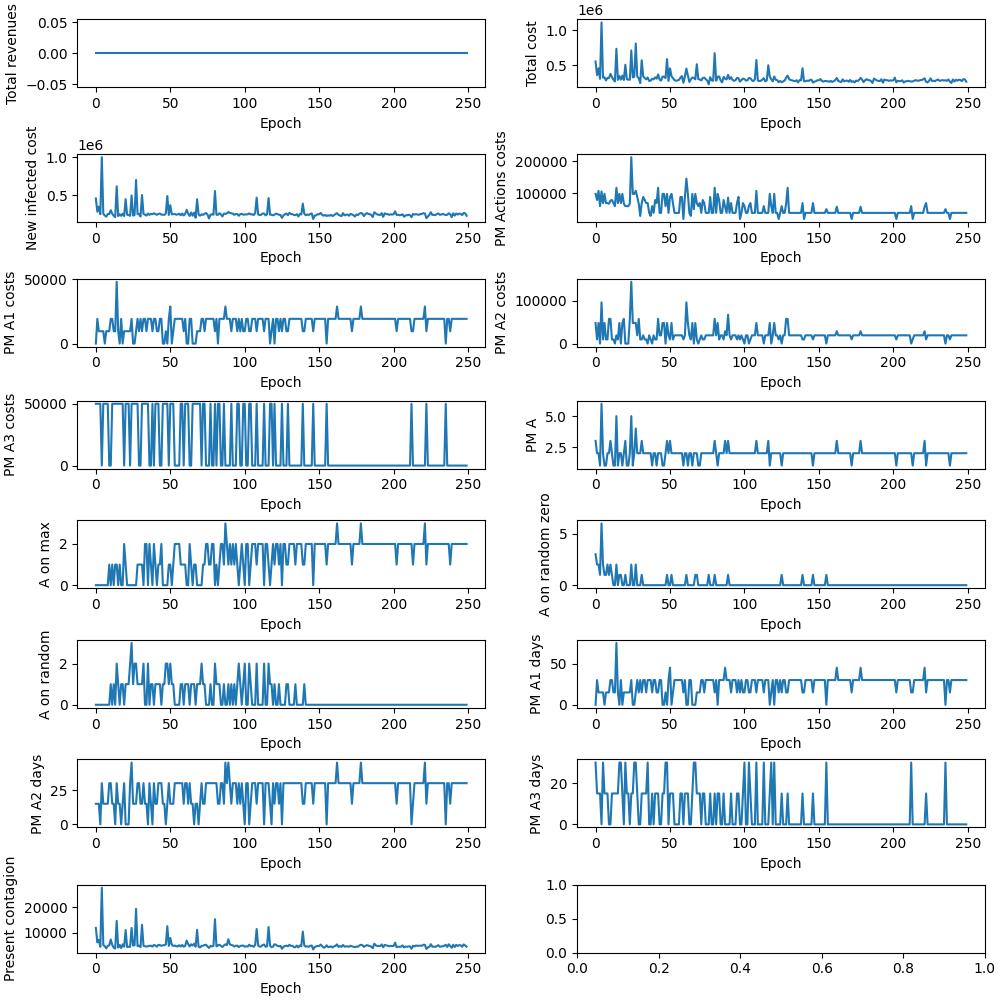 Total revenues
0.05
0.00
−0.05
0 50 100 150 200 250
Epoch
Total cost
1e6
1.0
0.5
0 50 100 150 200 250
Epoch
New infected cost
1e6
1.0
0.5
0 50 100 150 200 250
Epoch
PM Actions costs
200000
100000
0 50 100 150 200 250
Epoch
PM A1 costs
50000
0
0 50 100 150 200 250
Epoch
PM A2 costs
100000
0
0 50 100 150 200 250
Epoch
PM A3 costs
50000
0
0 50 100 150 200 250
Epoch
PM A
5.0
2.5
0 50 100 150 200 250
Epoch
A on max
2
0
0 50 100 150 200 250
Epoch
A on random zero
5
0
0 50 100 150 200 250
Epoch
A on random
2
0
0 50 100 150 200 250
Epoch
PM A1 days
50
0
0 50 100 150 200 250
Epoch
PM A2 days
25
0
0 50 100 150 200 250
Epoch
PM A3 days
20
0
0 50 100 150 200 250
Epoch
Present contagion
20000
10000
0 50 100 150 200 250
Epoch
1.0
0.5
0.0
0.0 0.2 0.4 0.6 0.8 1.0